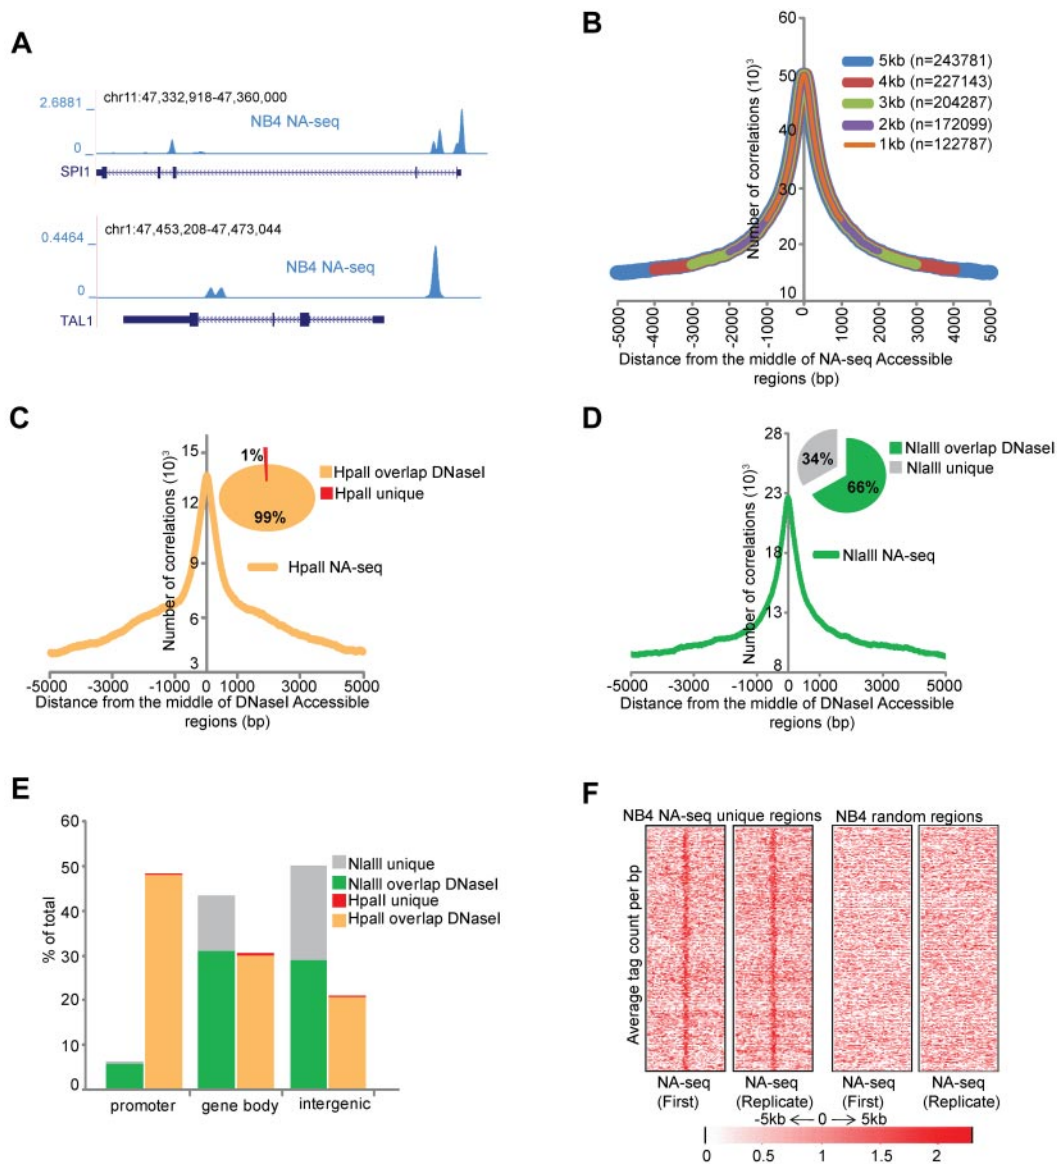 A
chr11:47,332,918-47,360,000
2.6881
NB4 NA-seq
0
SPI1
chr1:47,453,208-47,473,044
0.4464
NB4 NA-seq
0
TAL1
B
Number of correlations (10)³
60
50
40
30
20
10
5kb (n=243781)
4kb (n=227143)
3kb (n=204287)
2kb (n=172099)
1kb (n=122787)
-5000 -4000 -3000 -2000 -1000 0 1000 2000 3000 4000 5000
Distance from the middle of NA-seq Accessible
regions (bp)
C
Number of correlations (10)³
15
12
9
6
3
1%
99%
HpaII overlap DNaseI
HpaII unique
HpaII NA-seq
-5000 -3000 -1000 0 1000 3000 5000
Distance from the middle of DNaseI Accessible
regions (bp)
D
Number of correlations (10)³
28
23
18
13
8
34%
66%
NlaIII overlap DNaseI
NlaIII unique
NlaIII NA-seq
-5000 -3000 -1000 0 1000 3000 5000
Distance from the middle of DNaseI Accessible
regions (bp)
E
% of total
60
50
40
30
20
10
0
NlaIII unique
NlaIII overlap DNaseI
HpaII unique
HpaII overlap DNaseI
promoter gene body intergenic
F
NB4 NA-seq unique regions NB4 random regions
Average tag count per bp
NA-seq NA-seq NA-seq NA-seq
(First) (Replicate) (First) (Replicate)
-5kb ← 0 → 5kb
0 0.5 1 1.5 2